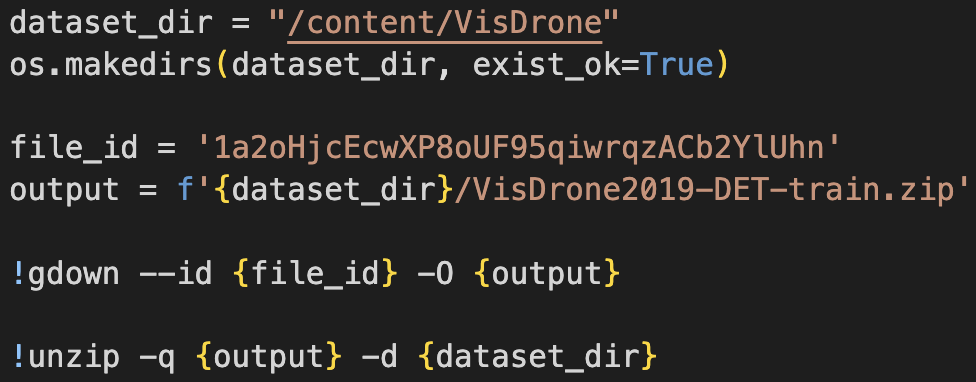 dataset_dir = "/content/VisDrone"
os.makedirs(dataset_dir, exist_ok=True)
file_id = '1a2oHjcEcwXP8oUF95qiwrqzACb2YlUhn'
output = f'{dataset_dir}/VisDrone2019-DET-train.zip'
!gdown --id {file_id} -O {output}
!unzip -q {output} -d {dataset_dir}